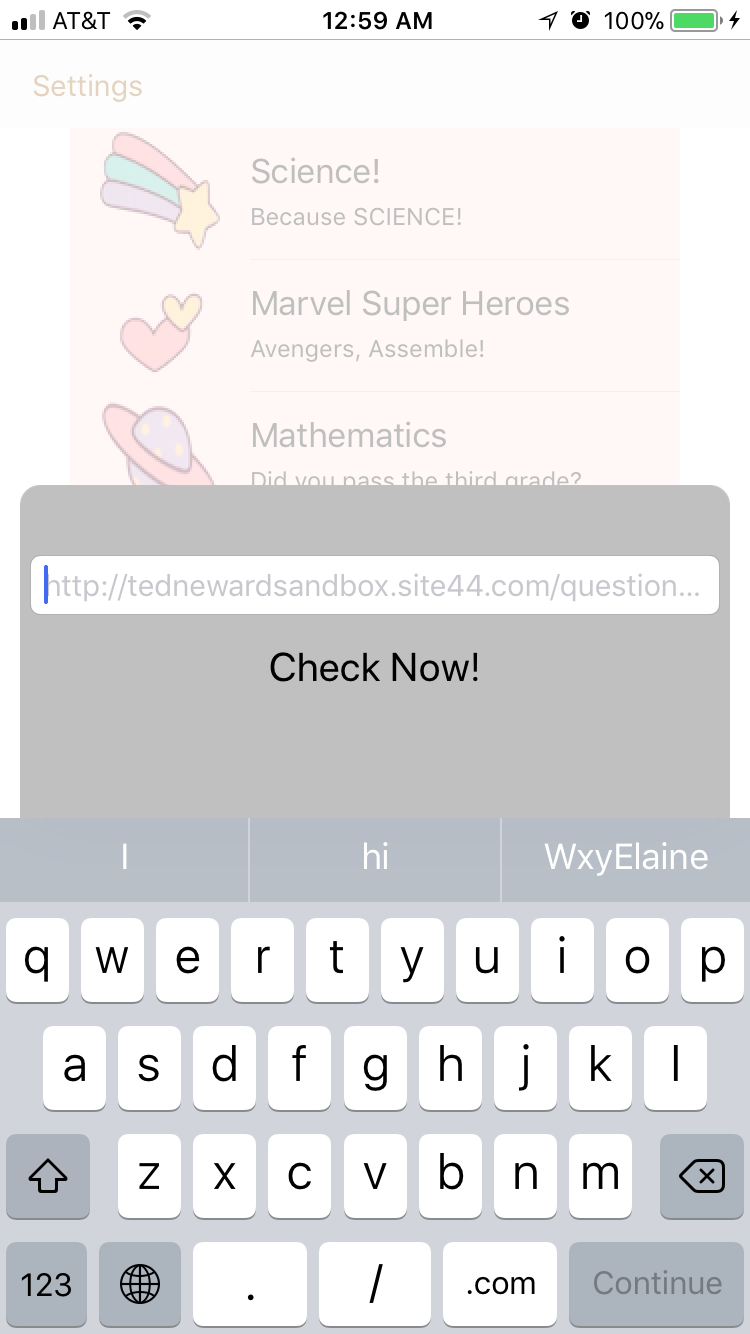 AT&T 12:59 AM 100%
Settings
Science!
Because SCIENCE!
Marvel Super Heroes
Avengers, Assemble!
Mathematics
Did you pass the third grade?
http://tednewardsandbox.site44.com/question...
Check Now!
I hi WxyElaine
q w e r t y u i o p
a s d f g h j k l
z x c v b n m
123 . / .com Continue